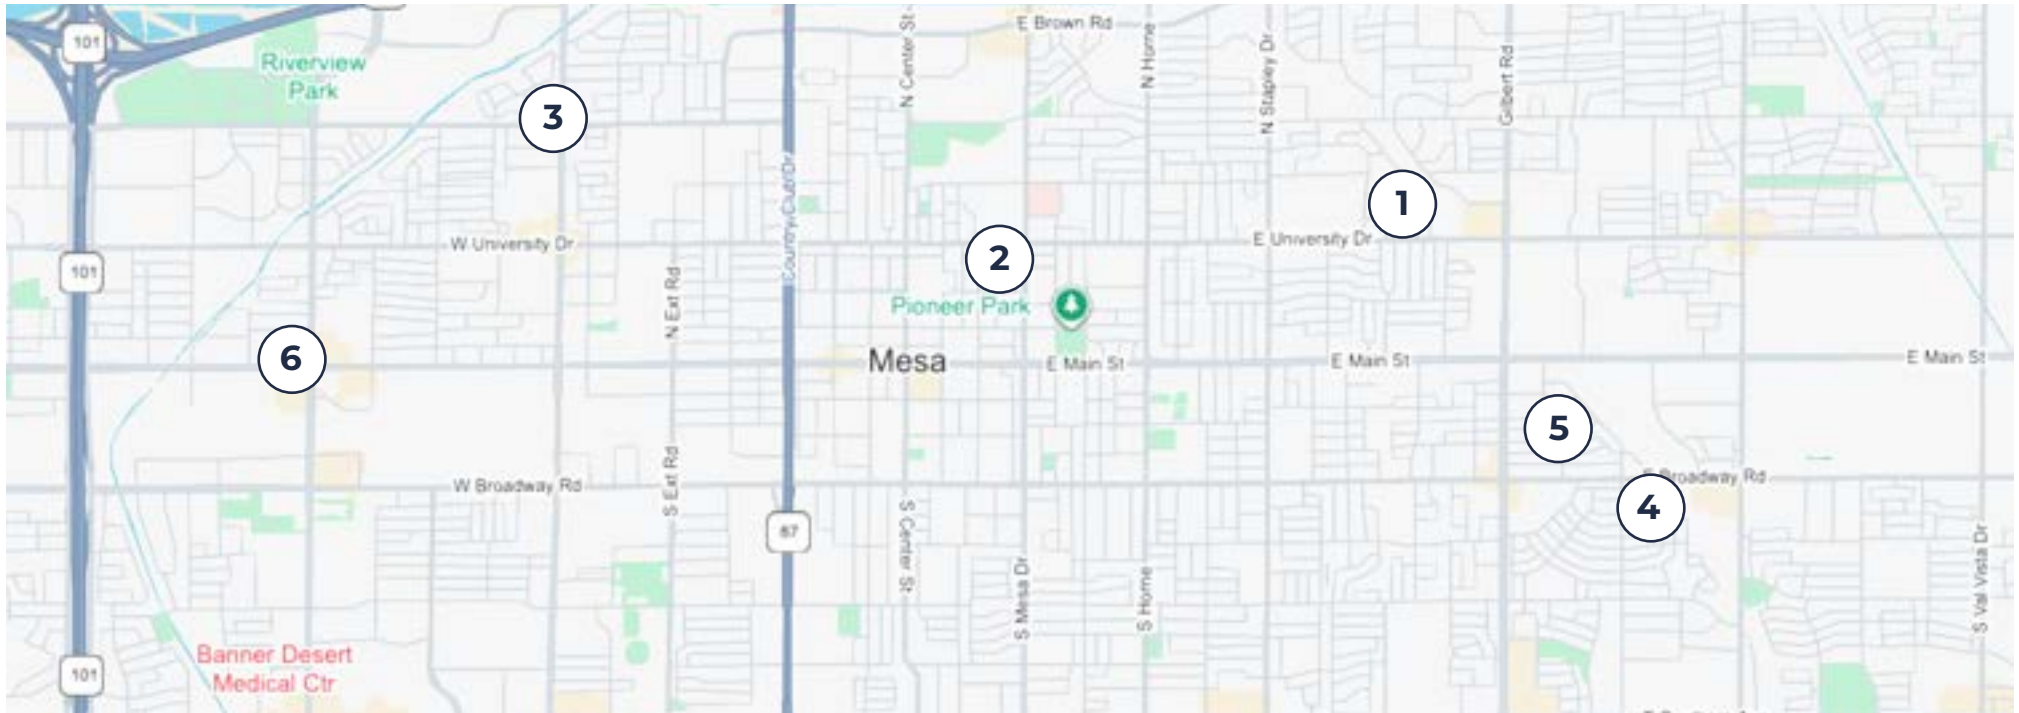 101
E Brown Rd
N Center St
N Home
Riverview
Park
N Stapley Dr
Gilbert Rd
3
Country Club Dr
1
W University Dr
E University Dr
2
101
N Ext Rd
Pioneer Park
6
Mesa
E Main St
E Main St
E Main St
5
W Broadway Rd
S Ext Rd
E Broadway Rd
4
87
S Center St
S Mesa Dr
S Home
S Val Vista Dr
Banner Desert
Medical Ctr
101